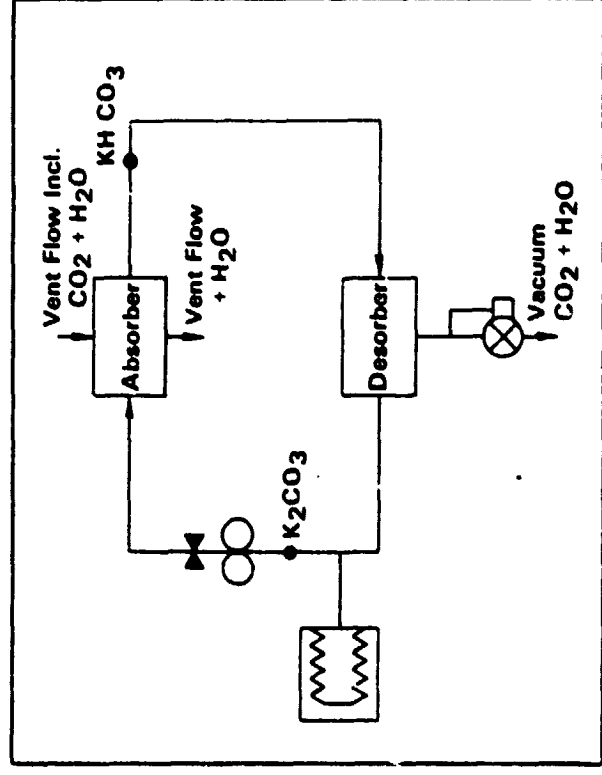 Vent Flow Incl.
CO2 + H2O
KH CO3
Absorber
Vent Flow
+ H2O
K2CO3
Desorber
Vacuum
CO2 + H2O